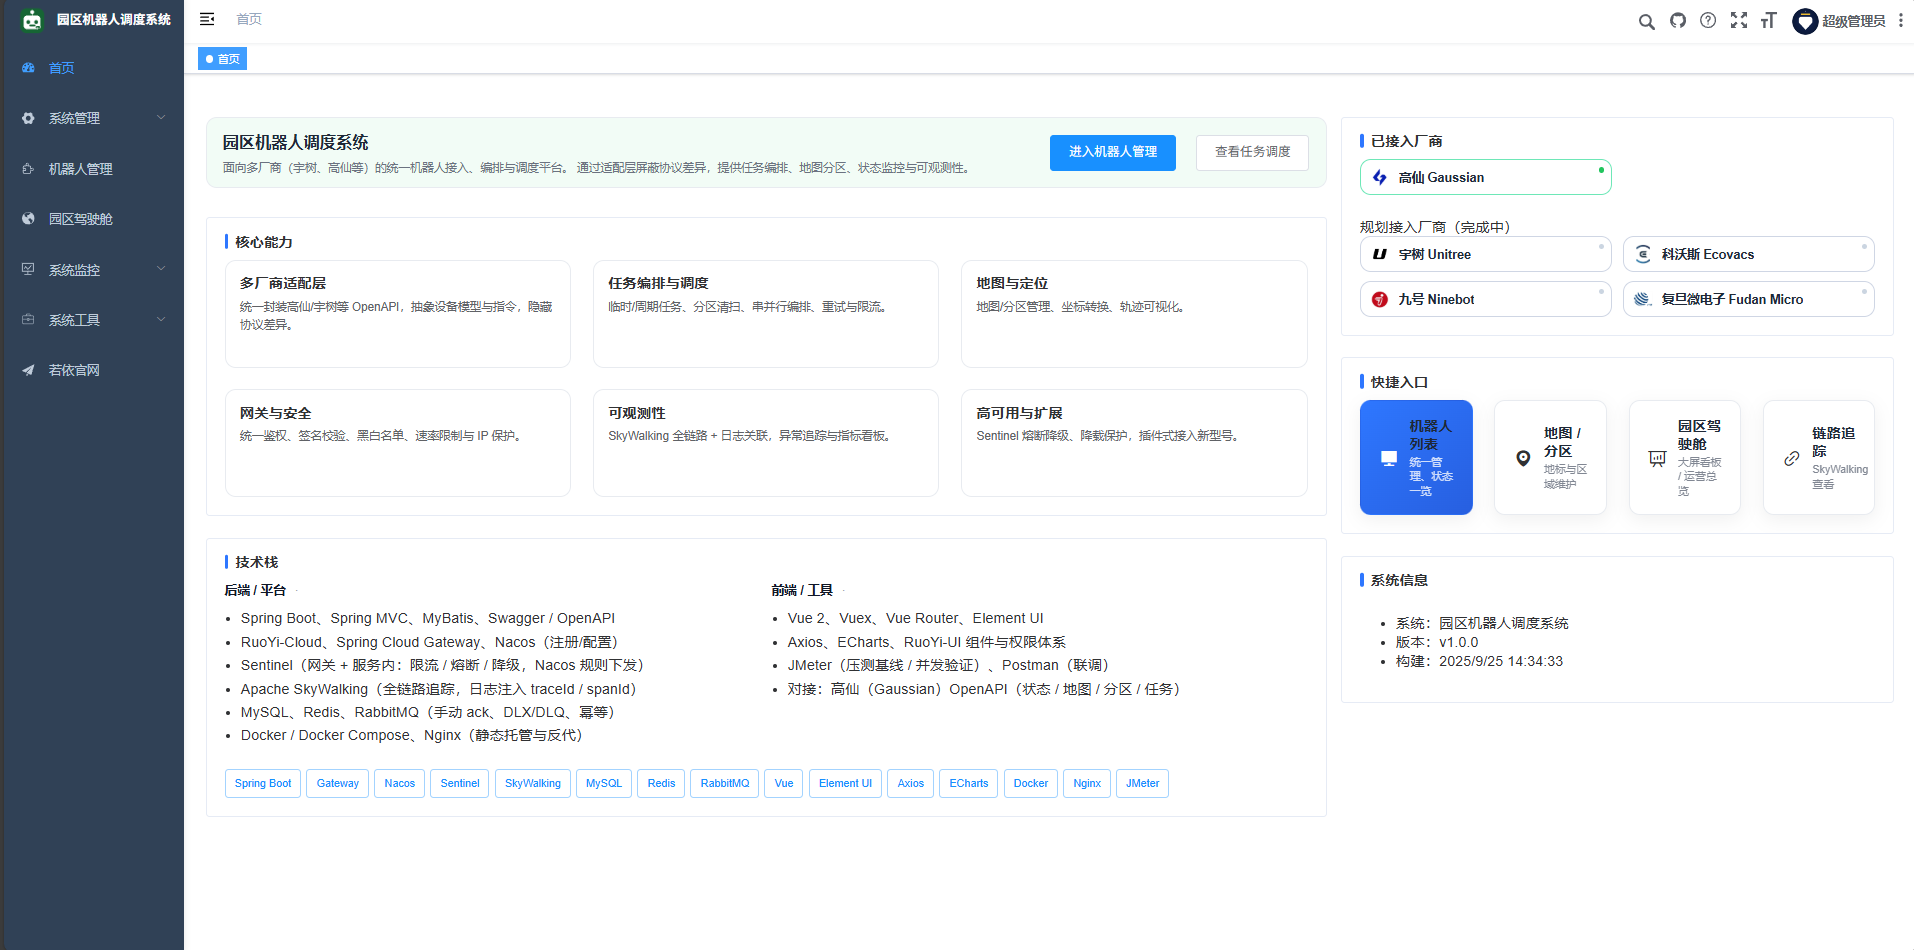 园区机器人调度系统
首页
系统管理
机器人管理
园区驾驶舱
系统监控
系统工具
若依官网
首页
超级管理员
首页
园区机器人调度系统
面向多厂商（宇树、高仙等）的统一机器人接入、编排与调度平台。 通过适配层屏蔽协议差异，提供任务编排、地图分区、状态监控与可观测性。
进入机器人管理
查看任务调度
核心能力
多厂商适配层
统一封装高仙/宇树等 OpenAPI，抽象设备模型与指令，隐藏
协议差异。
任务编排与调度
临时/周期任务、分区清扫、串并行编排、重试与限流。
地图与定位
地图/分区管理、坐标转换、轨迹可视化。
网关与安全
统一鉴权、签名校验、黑白名单、速率限制与 IP 保护。
可观测性
SkyWalking 全链路 + 日志关联，异常追踪与指标看板。
高可用与扩展
Sentinel 熔断降级、降载保护，插件式接入新型号。
技术栈
后端 / 平台
Spring Boot、Spring MVC、MyBatis、Swagger / OpenAPI
RuoYi-Cloud、Spring Cloud Gateway、Nacos（注册/配置）
Sentinel（网关 + 服务内：限流 / 熔断 / 降级，Nacos 规则下发）
Apache SkyWalking（全链路追踪，日志注入 traceId / spanId）
MySQL、Redis、RabbitMQ（手动 ack、DLX/DLQ、幂等）
Docker / Docker Compose、Nginx（静态托管与反代）
前端 / 工具
Vue 2、Vuex、Vue Router、Element UI
Axios、ECharts、RuoYi-UI 组件与权限体系
JMeter（压测基线 / 并发验证）、Postman（联调）
对接：高仙（Gaussian）OpenAPI（状态 / 地图 / 分区 / 任务）
Spring Boot
Gateway
Nacos
Sentinel
SkyWalking
MySQL
Redis
RabbitMQ
Vue
Element UI
Axios
ECharts
Docker
Nginx
JMeter
已接入厂商
高仙 Gaussian
规划接入厂商（完成中）
宇树 Unitree
科沃斯 Ecovacs
九号 Ninebot
复旦微电子 Fudan Micro
快捷入口
机器人
列表
统一管
理、状态
一览
地图 /
分区
地标与区
域维护
园区驾
驶舱
大屏看板
/ 运营总
览
链路追
踪
SkyWalking
查看
系统信息
系统：园区机器人调度系统
版本：v1.0.0
构建：2025/9/25 14:34:33